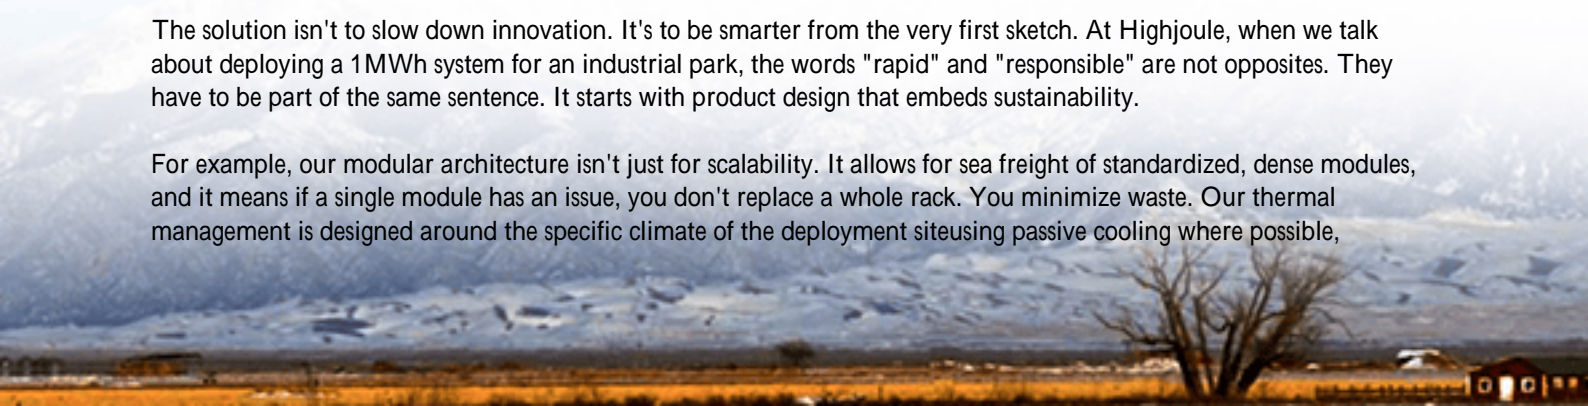 The solution isn't to slow down innovation. It's to be smarter from the very first sketch. At Highjoule, when we talk
about deploying a 1MWh system for an industrial park, the words "rapid" and "responsible" are not opposites. They
have to be part of the same sentence. It starts with product design that embeds sustainability.
For example, our modular architecture isn't just for scalability. It allows for sea freight of standardized, dense modules,
and it means if a single module has an issue, you don't replace a whole rack. You minimize waste. Our thermal
management is designed around the specific climate of the deployment siteusing passive cooling where possible,